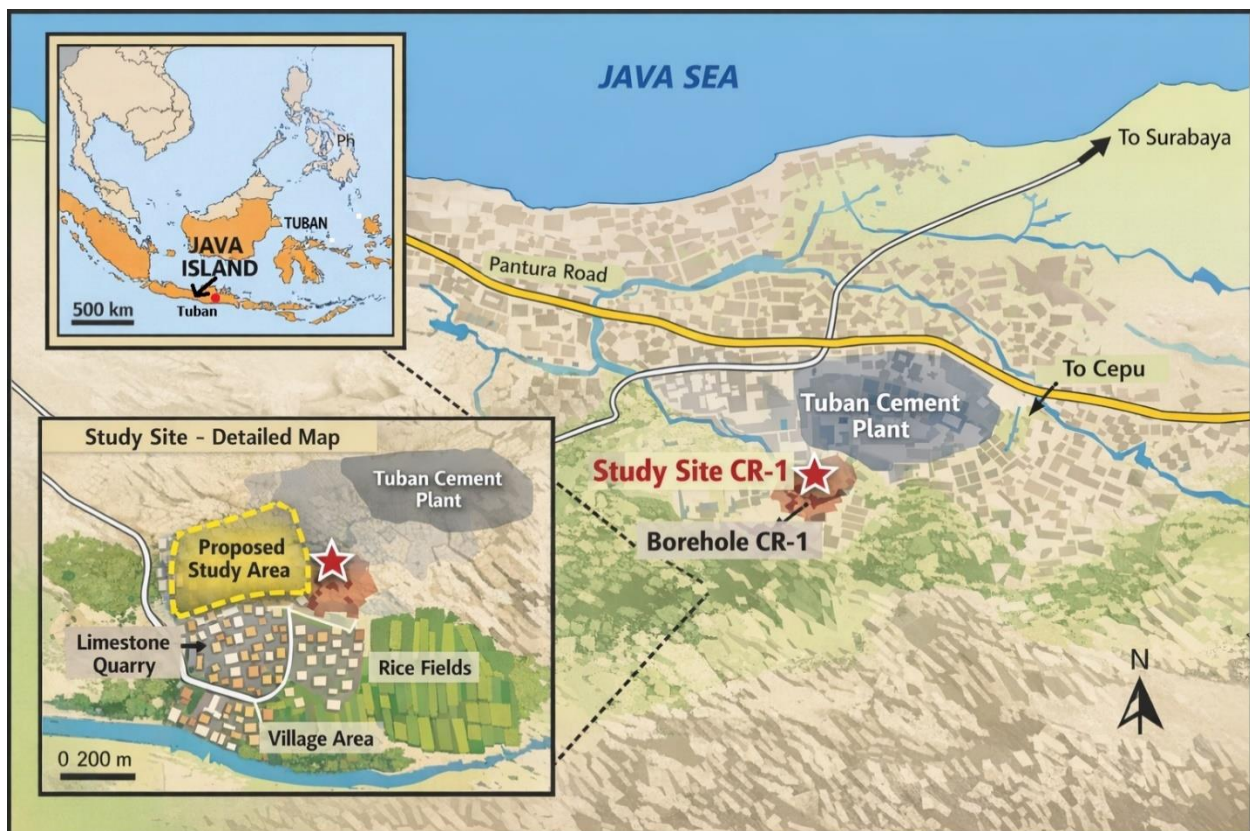 JAVA SEA
Ph
TUBAN
JAVA
ISLAND
Tuban
500 km
To Surabaya
Pantura Road
To Cepu
Tuban Cement
Plant
Study Site CR-1
Borehole CR-1
N
Study Site - Detailed Map
Tuban Cement
Plant
Proposed
Study Area
Limestone
Quarry
Rice Fields
Village Area
0 200 m